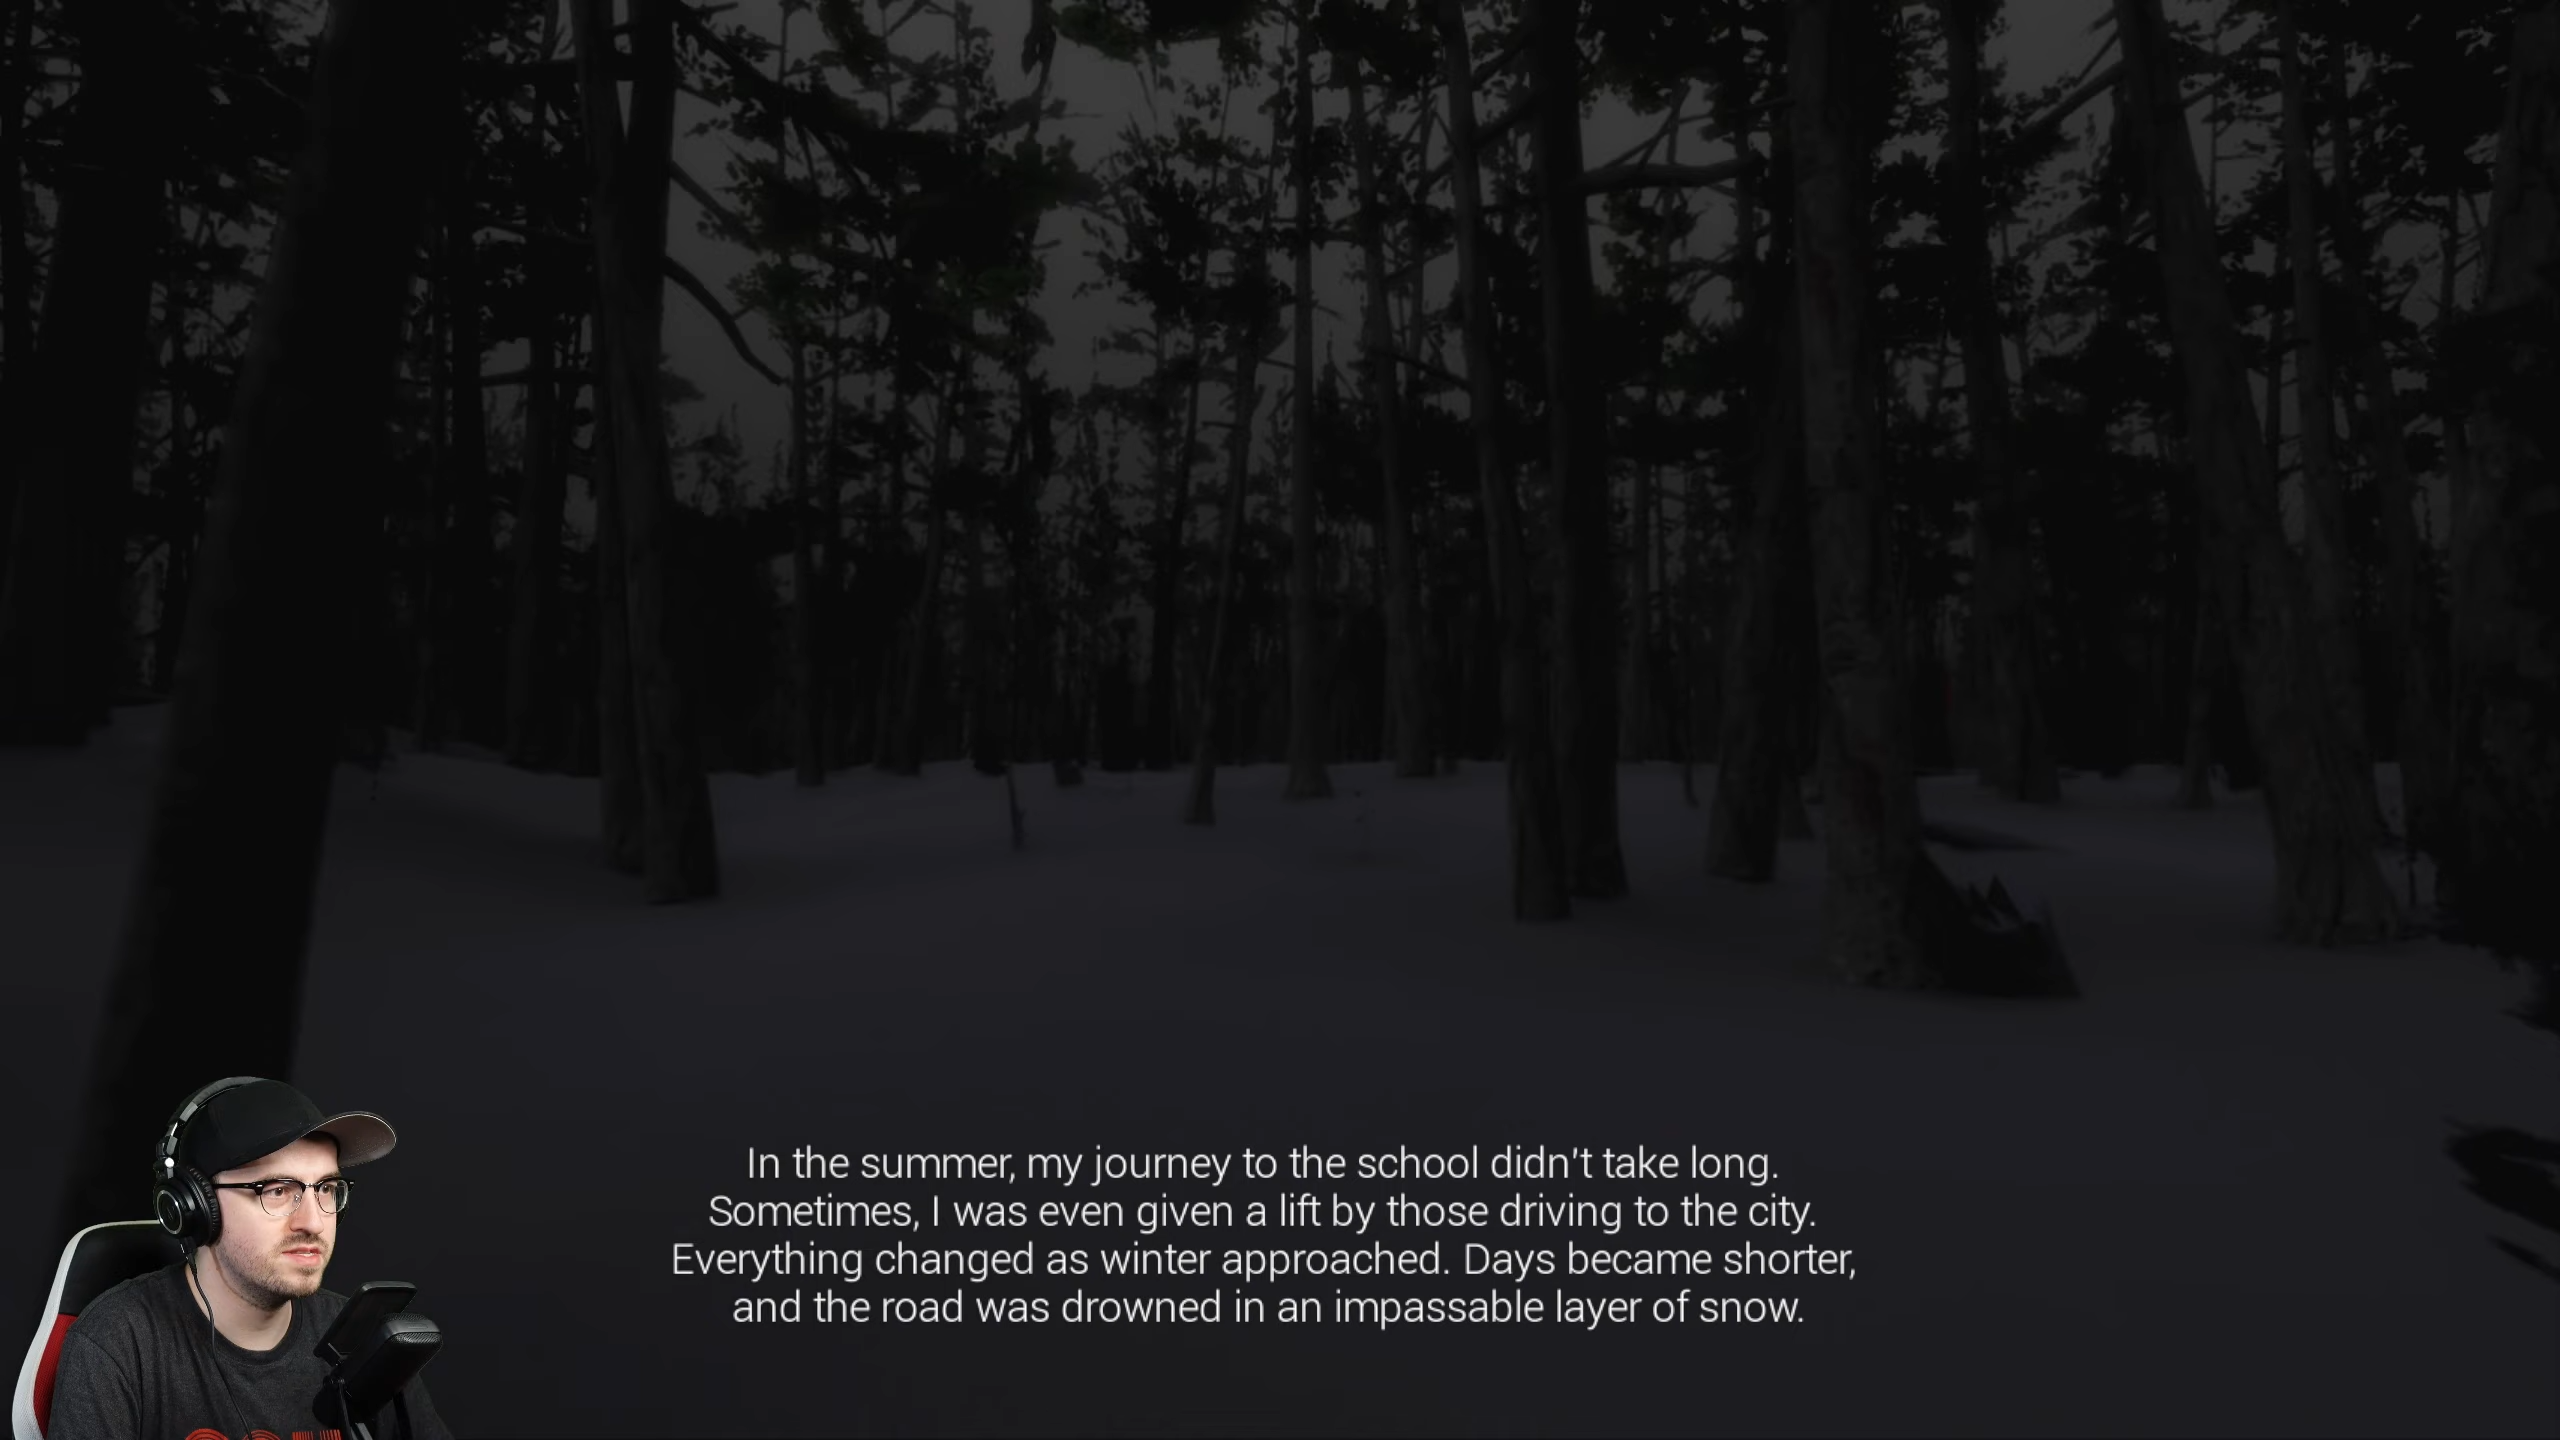 In the summer, my journey to the school didn't take long.
Sometimes, I was even given a lift by those driving to the city.
Everything changed as winter approached. Days became shorter,
and the road was drowned in an impassable layer of snow.